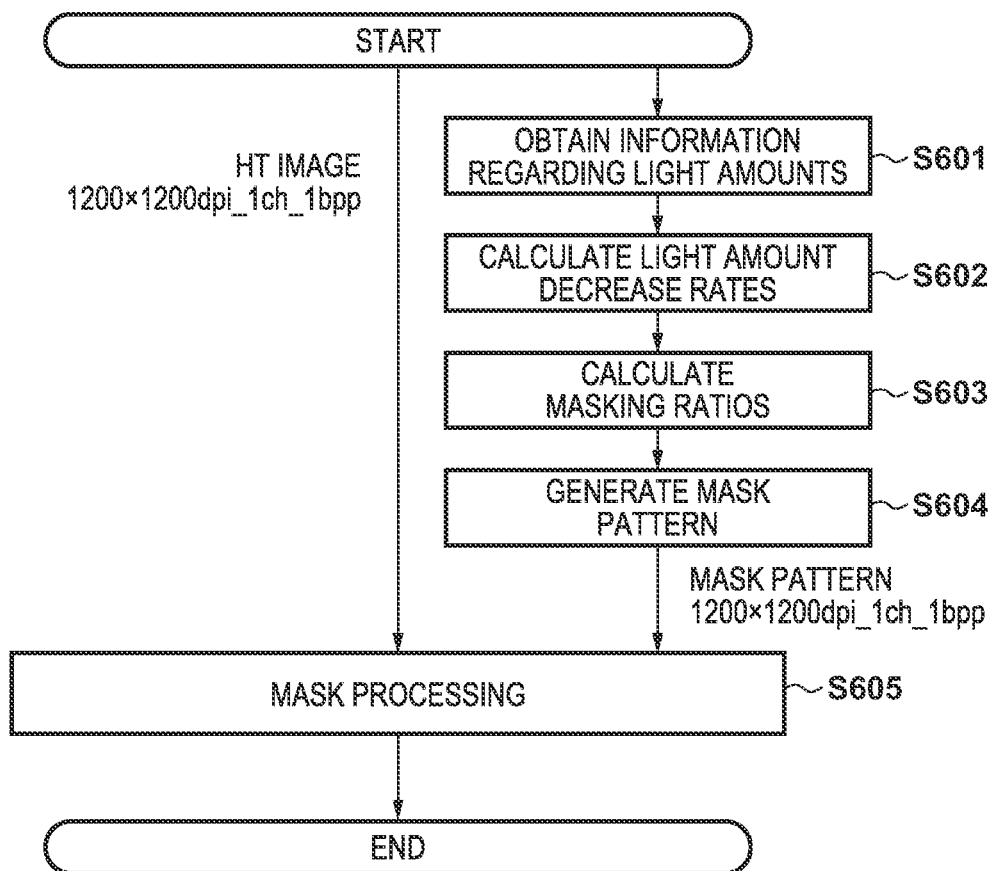 START
HT IMAGE
1200×1200dpi_1ch_1bpp
OBTAIN INFORMATION
REGARDING LIGHT AMOUNTS
S601
CALCULATE LIGHT AMOUNT
DECREASE RATES
S602
CALCULATE
MASKING RATIOS
S603
GENERATE MASK
PATTERN
S604
MASK PATTERN
1200×1200dpi_1ch_1bpp
MASK PROCESSING
S605
END